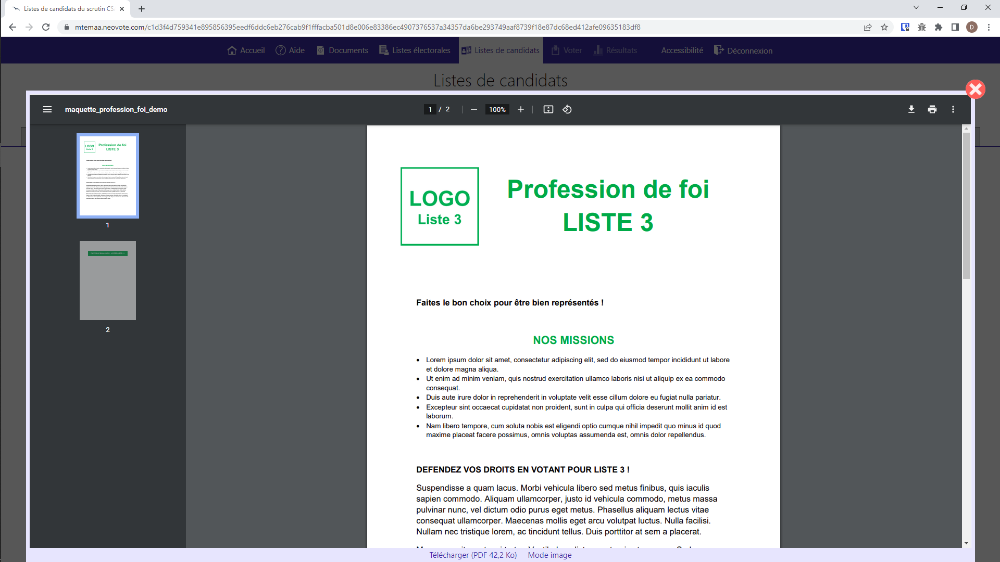 Listes de candidats du scrutin CS
mtemaa.neovote.com/c1d3f4d759341e895856395eedf6ddc6eb276cab9f1fffacba501d8e006e83386ec4907376537a34357da6be293749aaf8739f18e87dc68ed412afe09635183df8
D
Accueil Aide Documents Listes électorales Listes de candidats Voter Résultats Accessibilité Déconnexion
Listes de candidats
maquette_profession_foi_demo
1 / 2
100%
LOGO
Liste 3
Profession de foi
LISTE 3
1
2
LOGO
Liste 3
Profession de foi
LISTE 3
Faites le bon choix pour être bien représentés !
NOS MISSIONS
• Lorem ipsum dolor sit amet, consectetur adipiscing elit, sed do eiusmod tempor incididunt ut labore
et dolore magna aliqua.
• Ut enim ad minim veniam, quis nostrud exercitation ullamco laboris nisi ut aliquip ex ea commodo
consequat.
• Duis aute irure dolor in reprehenderit in voluptate velit esse cillum dolore eu fugiat nulla pariatur.
• Excepteur sint occaecat cupidatat non proident, sunt in culpa qui officia deserunt mollit anim id est
laborum.
• Nam libero tempore, cum soluta nobis est eligendi optio cumque nihil impedit quo minus id quod
maxime placeat facere possimus, omnis voluptas assumenda est, omnis dolor repellendus.
DEFENDEZ VOS DROITS EN VOTANT POUR LISTE 3 !
Suspendisse a quam lacus. Morbi vehicula libero sed metus finibus, quis iaculis
sapien commodo. Aliquam ullamcorper, justo id vehicula commodo, metus massa
pulvinar nunc, vel dictum odio purus eget metus. Phasellus aliquam lectus vitae
consequat ullamcorper. Maecenas mollis eget arcu volutpat luctus. Nulla facilisi.
Nullam nec tristique lorem, ac tincidunt tellus. Duis porttitor at sem a placerat.
Télécharger (PDF 42,2 Ko) Mode image